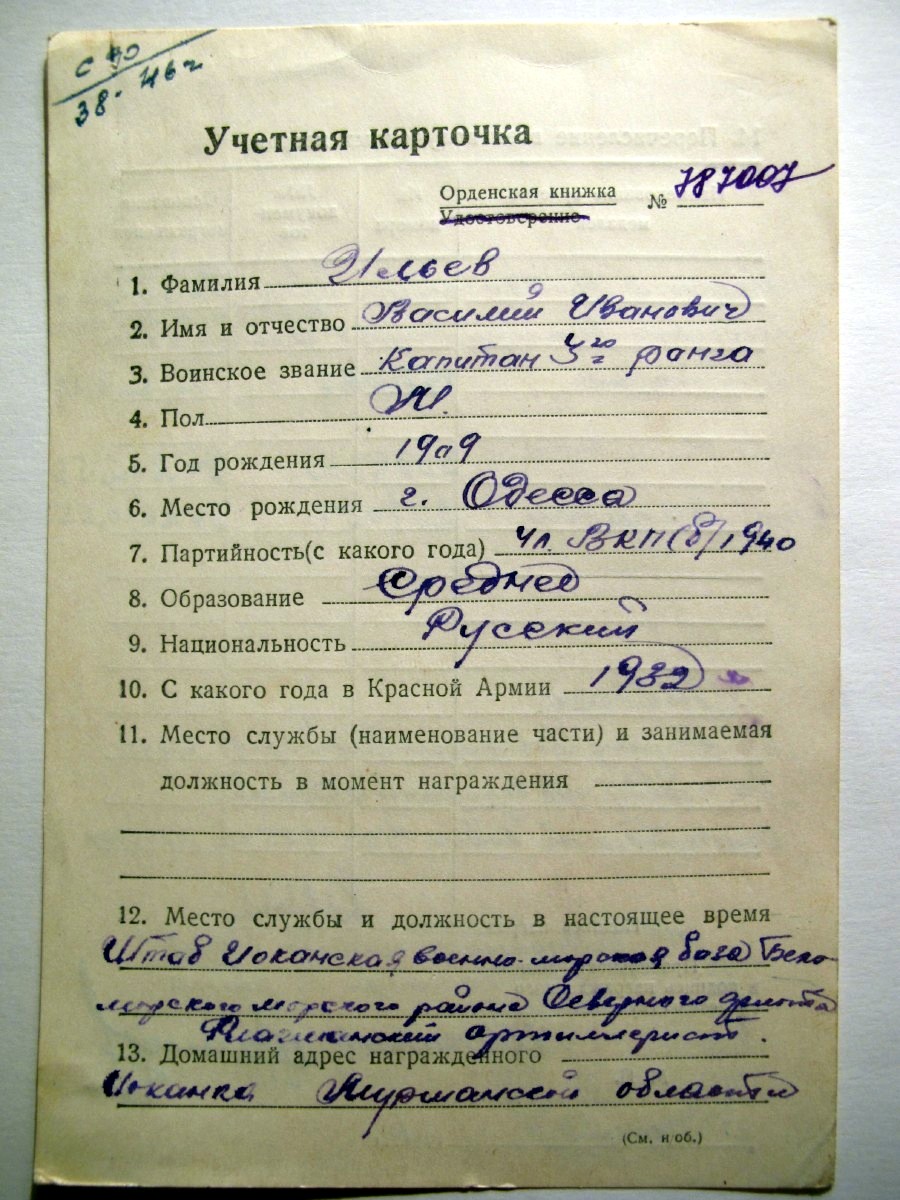 38-46г
Учетная карточка
Орденская книжка № 787007
Удостоверение
1. Фамилия Ильев
2. Имя и отчество Василий Иванович
3. Воинское звание Капитан 3го ранга
4. Пол М.
5. Год рождения 1909
6. Место рождения г. Одесса
7. Партийность(с какого года) чл. ВКП(б) 1940
8. Образование Среднее
9. Национальность Русский
10. С какого года в Красной Армии 1932
11. Место службы (наименование части) и занимаемая
должность в момент награждения
12. Место службы и должность в настоящее время
Штаб Иоканская военно-морская база Бело-
морского морского района Северного флота
Флагманский артиллерист.
13. Домашний адрес награжденного
Иоканка Мурманской области
(См. н об.)